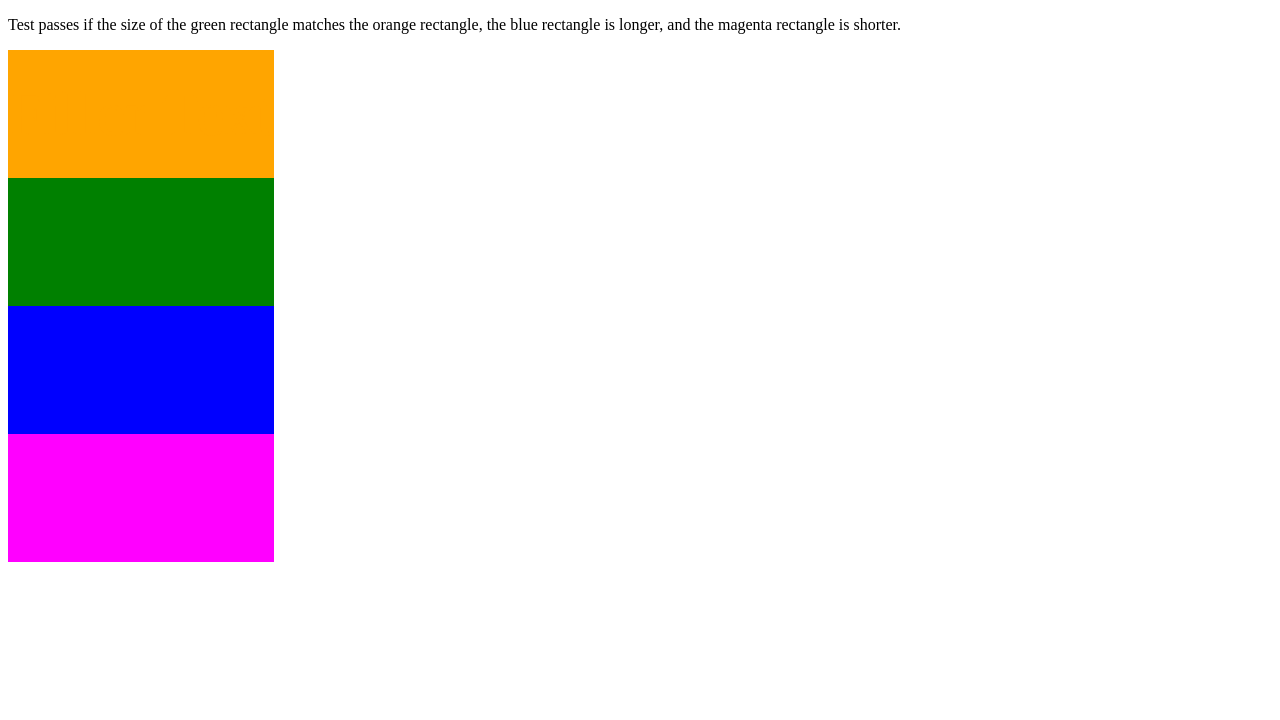 Test passes if the size of the green rectangle matches the orange rectangle, the blue rectangle is longer, and the magenta rectangle is shorter.